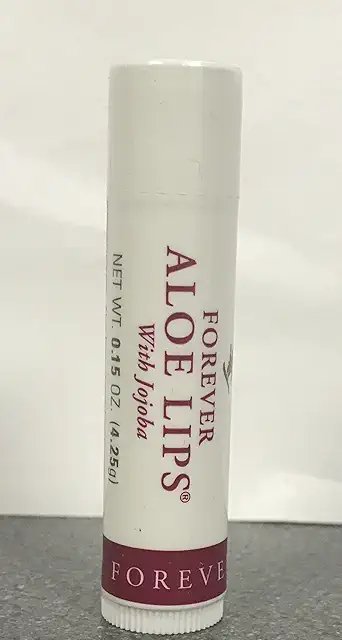 FOREVER
ALOE LIPS®
With Jojoba
NET WT. 0.15 OZ. (4.25g)
FOREVE